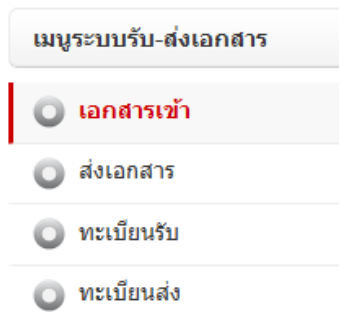 เมนูระบบรับ-ส่งเอกสาร
เอกสารเข้า
ส่งเอกสาร
ทะเบียนรับ
ทะเบียนส่ง